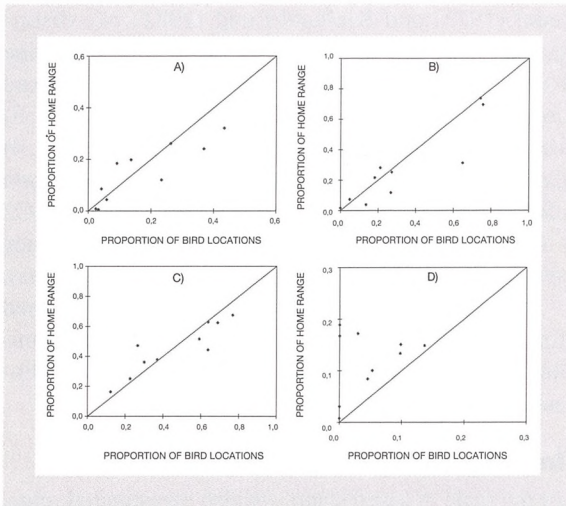 A)
PROPORTION OF HOME RANGE
0,6
0,4
0,2
0,0
0,0 0,2 0,4 0,6
PROPORTION OF BIRD LOCATIONS
B)
PROPORTION OF HOME RANGE
1,0
0,8
0,6
0,4
0,2
0,0
0,0 0,2 0,4 0,6 0,8 1,0
PROPORTION OF BIRD LOCATIONS
C)
PROPORTION OF HOME RANGE
1,0
0,8
0,6
0,4
0,2
0,0
0,0 0,2 0,4 0,6 0,8 1,0
PROPORTION OF BIRD LOCATIONS
D)
PROPORTION OF HOME RANGE
0,3
0,2
0,1
0,0
0,0 0,1 0,2 0,3
PROPORTION OF BIRD LOCATIONS